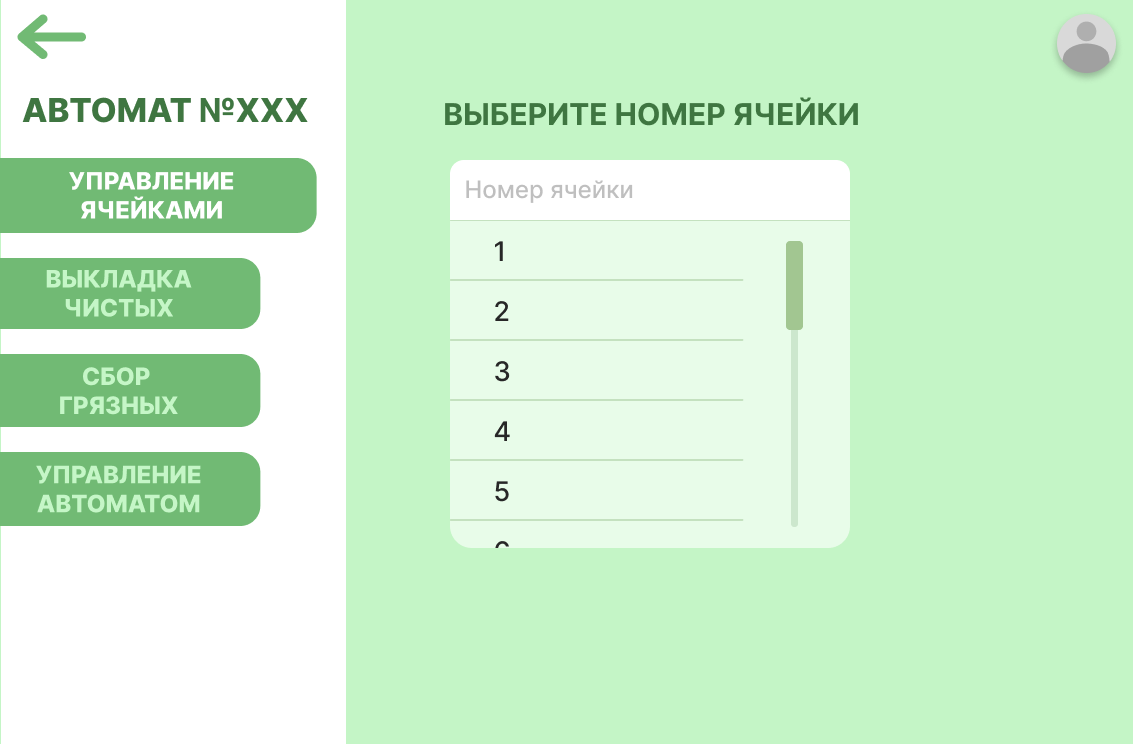 АВТОМАТ №XXX
УПРАВЛЕНИЕ
ЯЧЕЙКАМИ
ВЫКЛАДКА
ЧИСТЫХ
СБОР
ГРЯЗНЫХ
УПРАВЛЕНИЕ
АВТОМАТОМ
ВЫБЕРИТЕ НОМЕР ЯЧЕЙКИ
Номер ячейки
1
2
3
4
5